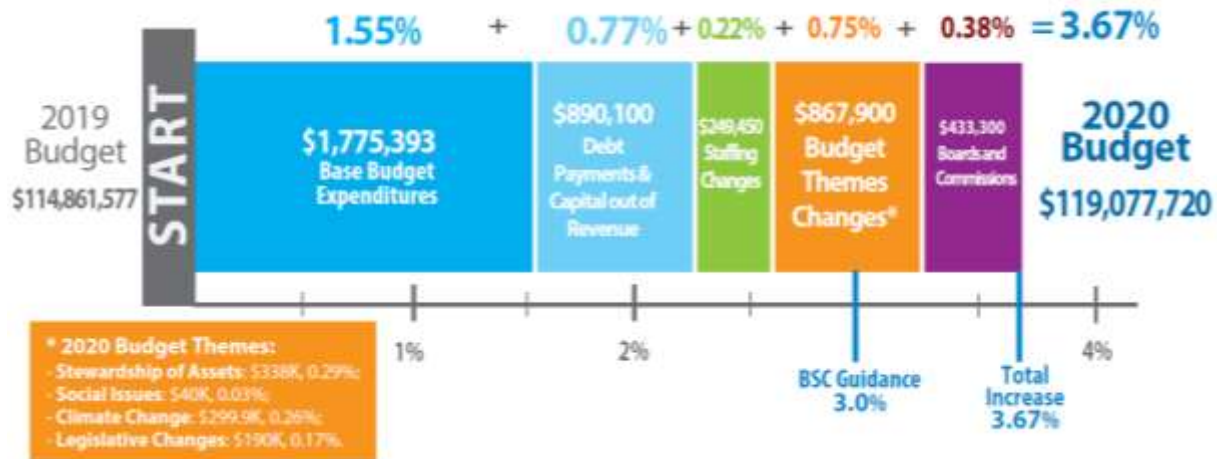 1.55% + 0.77% + 0.22% + 0.75% + 0.38% = 3.67%
2019
Budget
$114,861,577
START
$1,775,393
Base Budget
Expenditures
$890,100
Debt
Payments &
Capital out of
Revenue
$249,450
Staffing
Changes
$867,900
Budget
Themes
Changes*
$433,300
Boards and
Commissions
2020
Budget
$119,077,720
1%
2%
4%
BSC Guidance
3.0%
Total
Increase
3.67%
* 2020 Budget Themes:
- Stewardship of Assets: $338K, 0.29%;
- Social Issues: $40K, 0.03%;
- Climate Change: $299.9K, 0.26%;
- Legislative Changes: $190K, 0.17%.